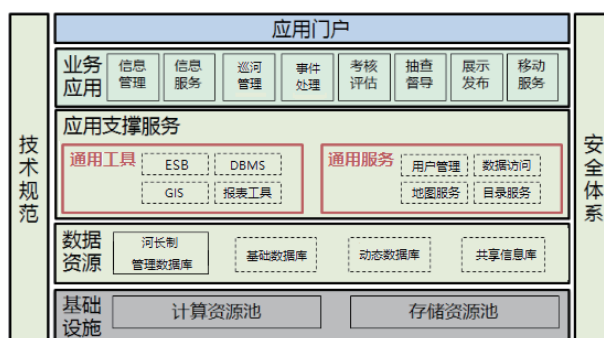 应用门户
技术规范
业务应用
信息管理
信息服务
巡河管理
事件处理
考核评估
抽查督导
展示发布
移动服务
应用支撑服务
通用工具
ESB
DBMS
GIS
报表工具
通用服务
用户管理
数据访问
地图服务
目录服务
数据资源
河长制
管理数据库
基础数据库
动态数据库
共享信息库
基础设施
计算资源池
存储资源池
安全体系